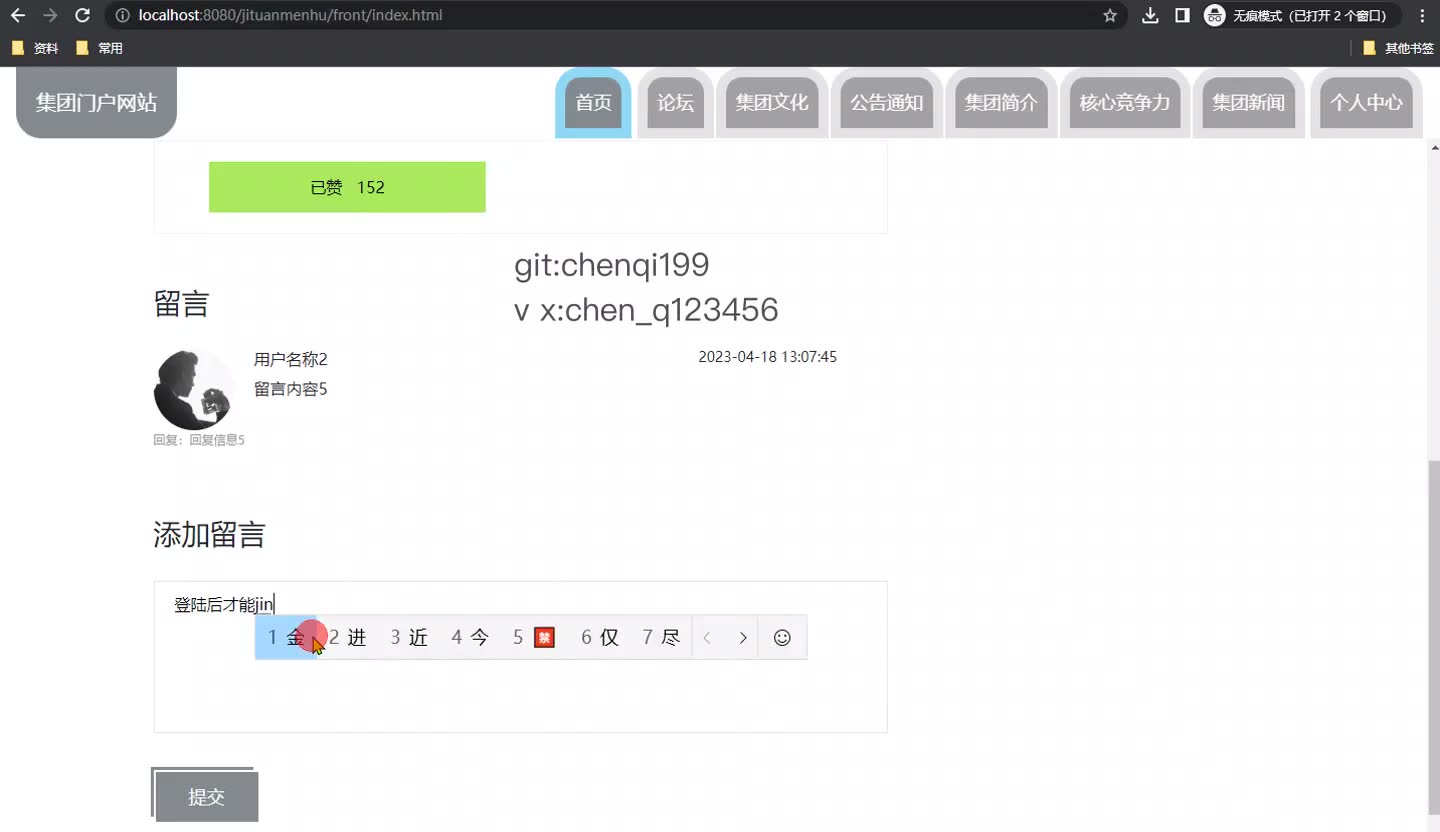 localhost:8080/jituanmenhu/front/index.html
无痕模式（已打开 2 个窗口）
资料 常用 其他书签
集团门户网站 首页 论坛 集团文化 公告通知 集团简介 核心竞争力 集团新闻 个人中心
已赞 152
git:chenqi199
v x:chen_q123456
留言
用户名称2 2023-04-18 13:07:45
留言内容5
回复：回复信息5
添加留言
登陆后才能jin
1 金 2 进 3 近 4 今 5 禁 6 仅 7 尽
提交